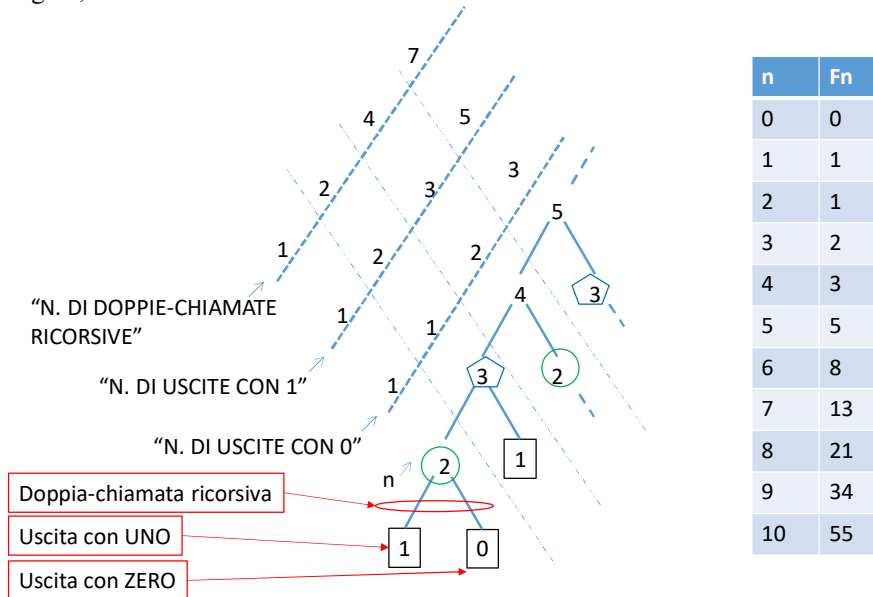 7
4 5
3
2 3
5
1 2 2
4 3
"N. DI DOPPIE-CHIAMATE
RICORSIVE"
1 1
3 2
"N. DI USCITE CON 1"
1
"N. DI USCITE CON 0"
n 2 1
Doppia-chiamata ricorsiva
Uscita con UNO
1 0
Uscita con ZERO
n Fn
0 0
1 1
2 1
3 2
4 3
5 5
6 8
7 13
8 21
9 34
10 55